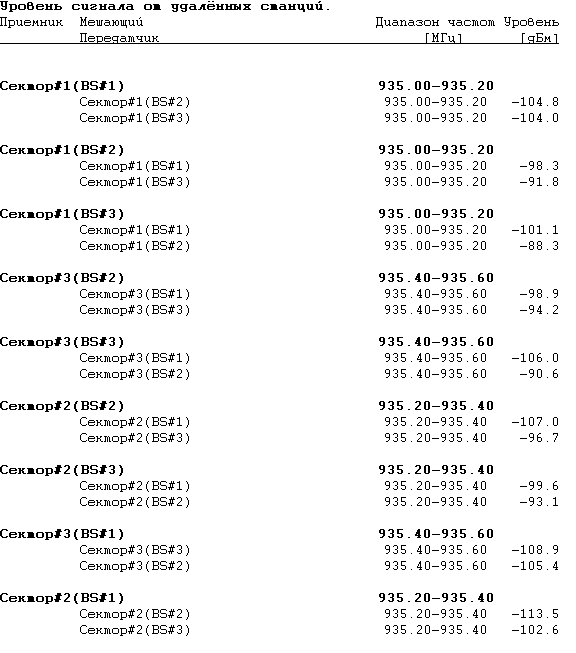 Уровень сигнала от удалённых станций.
Приемник Мешающий Диапазон частот Уровень
Передатчик [МГц] [дБм]
Сектор#1(BS#1) 935.00-935.20
Сектор#1(BS#2) 935.00-935.20 -104.8
Сектор#1(BS#3) 935.00-935.20 -104.0
Сектор#1(BS#2) 935.00-935.20
Сектор#1(BS#1) 935.00-935.20 -98.3
Сектор#1(BS#3) 935.00-935.20 -91.8
Сектор#1(BS#3) 935.00-935.20
Сектор#1(BS#1) 935.00-935.20 -101.1
Сектор#1(BS#2) 935.00-935.20 -88.3
Сектор#3(BS#2) 935.40-935.60
Сектор#3(BS#1) 935.40-935.60 -98.9
Сектор#3(BS#3) 935.40-935.60 -94.2
Сектор#3(BS#3) 935.40-935.60
Сектор#3(BS#1) 935.40-935.60 -106.0
Сектор#3(BS#2) 935.40-935.60 -90.6
Сектор#2(BS#2) 935.20-935.40
Сектор#2(BS#1) 935.20-935.40 -107.0
Сектор#2(BS#3) 935.20-935.40 -96.7
Сектор#2(BS#3) 935.20-935.40
Сектор#2(BS#1) 935.20-935.40 -99.6
Сектор#2(BS#2) 935.20-935.40 -93.1
Сектор#3(BS#1) 935.40-935.60
Сектор#3(BS#3) 935.40-935.60 -108.9
Сектор#3(BS#2) 935.40-935.60 -105.4
Сектор#2(BS#1) 935.20-935.40
Сектор#2(BS#2) 935.20-935.40 -113.5
Сектор#2(BS#3) 935.20-935.40 -102.6